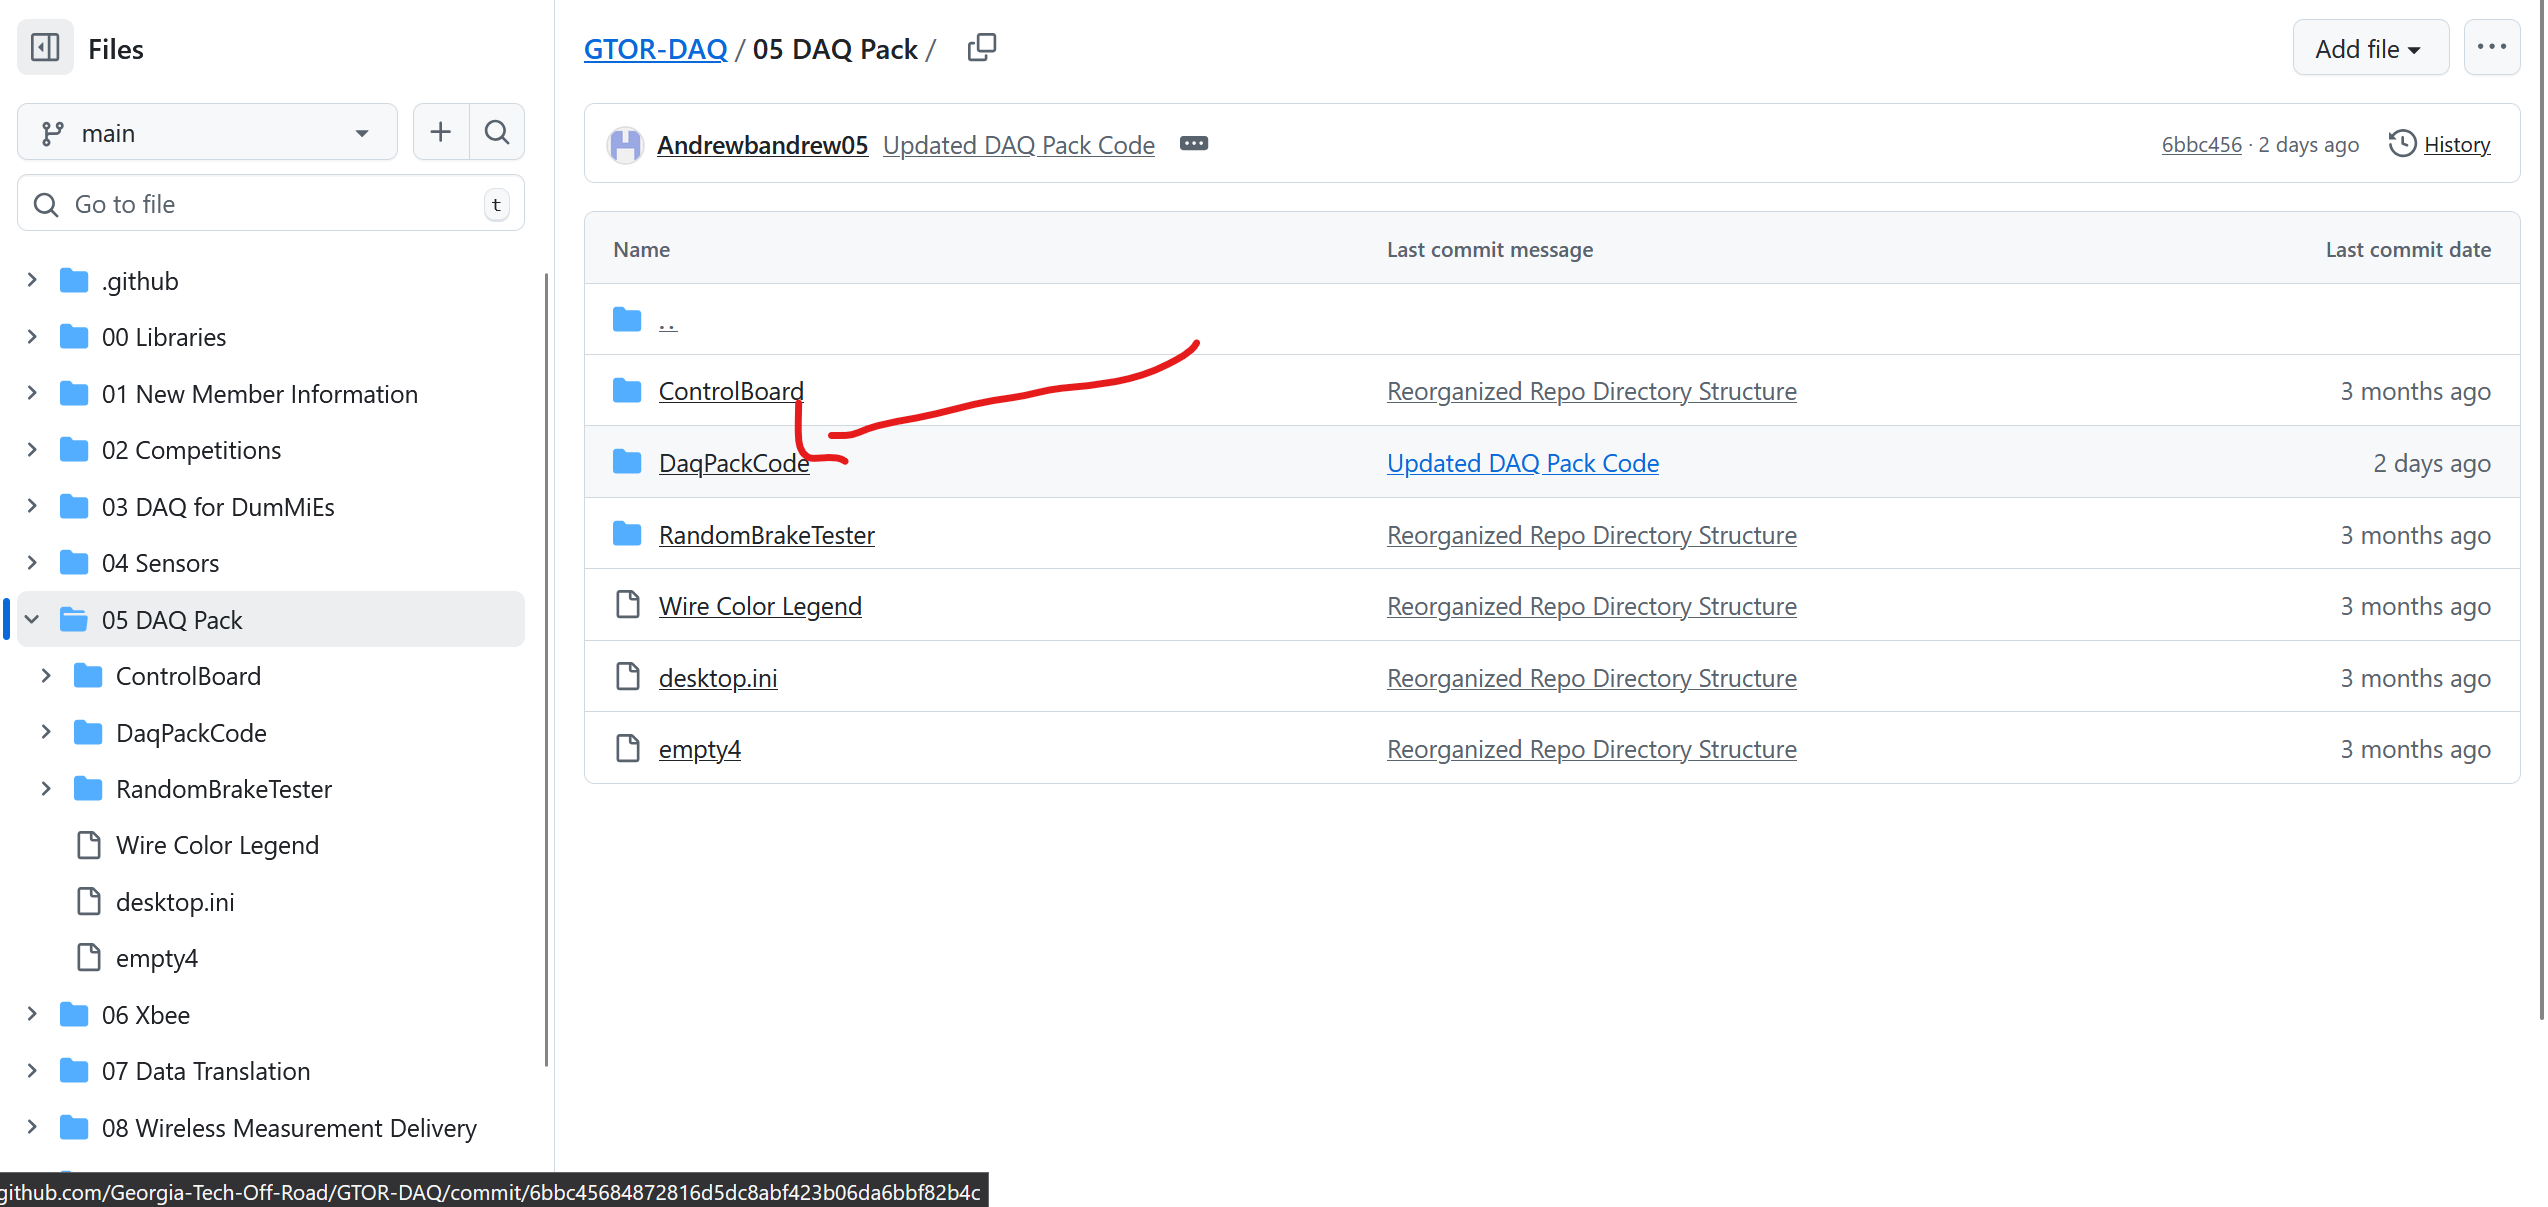 Files
main
Go to file
t
.github
00 Libraries
01 New Member Information
02 Competitions
03 DAQ for DumMiEs
04 Sensors
05 DAQ Pack
ControlBoard
DaqPackCode
RandomBrakeTester
Wire Color Legend
desktop.ini
empty4
06 Xbee
07 Data Translation
08 Wireless Measurement Delivery
github.com/Georgia-Tech-Off-Road/GTOR-DAQ/commit/6bbc45684872816d5dc8abf423b06da6bbf82b4c
GTOR-DAQ / 05 DAQ Pack /
Add file
Andrewbandrew05 Updated DAQ Pack Code
6bbc456 · 2 days ago
History
Name Last commit message Last commit date
..
ControlBoard Reorganized Repo Directory Structure 3 months ago
DaqPackCode Updated DAQ Pack Code 2 days ago
RandomBrakeTester Reorganized Repo Directory Structure 3 months ago
Wire Color Legend Reorganized Repo Directory Structure 3 months ago
desktop.ini Reorganized Repo Directory Structure 3 months ago
empty4 Reorganized Repo Directory Structure 3 months ago